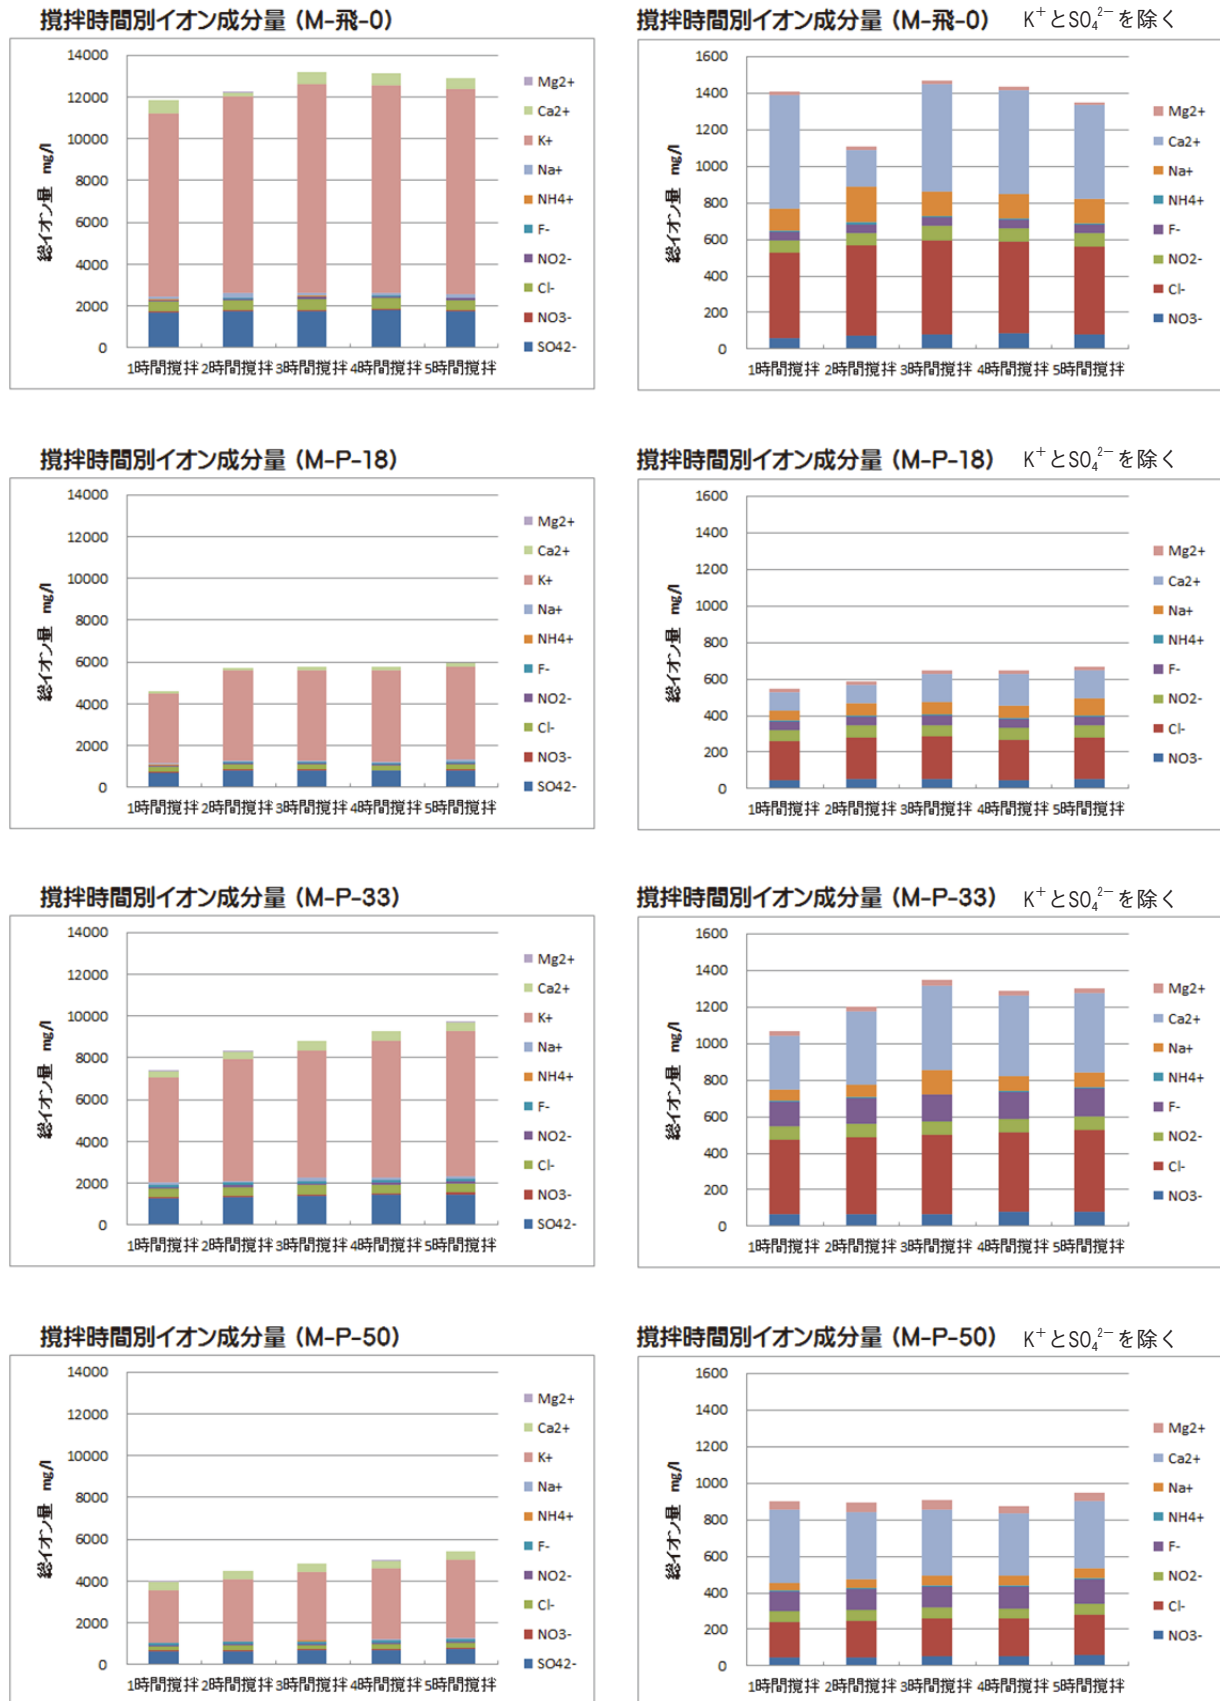 撹拌時間別イオン成分量 (M-飛-0)
14000
12000
10000
8000
6000
4000
2000
0
総イオン量 mg/l
1時間撹拌 2時間撹拌 3時間撹拌 4時間撹拌 5時間撹拌
Mg2+
Ca2+
K+
Na+
NH4+
F-
NO2-
Cl-
NO3-
SO42-
撹拌時間別イオン成分量 (M-飛-0) K⁺とSO₄²⁻を除く
1600
1400
1200
1000
800
600
400
200
0
総イオン量 mg/l
1時間撹拌 2時間撹拌 3時間撹拌 4時間撹拌 5時間撹拌
Mg2+
Ca2+
Na+
NH4+
F-
NO2-
Cl-
NO3-
撹拌時間別イオン成分量 (M-P-18)
14000
12000
10000
8000
6000
4000
2000
0
総イオン量 mg/l
1時間撹拌 2時間撹拌 3時間撹拌 4時間撹拌 5時間撹拌
Mg2+
Ca2+
K+
Na+
NH4+
F-
NO2-
Cl-
NO3-
SO42-
撹拌時間別イオン成分量 (M-P-18) K⁺とSO₄²⁻を除く
1600
1400
1200
1000
800
600
400
200
0
総イオン量 mg/l
1時間撹拌 2時間撹拌 3時間撹拌 4時間撹拌 5時間撹拌
Mg2+
Ca2+
Na+
NH4+
F-
NO2-
Cl-
NO3-
撹拌時間別イオン成分量 (M-P-33)
14000
12000
10000
8000
6000
4000
2000
0
総イオン量 mg/l
1時間撹拌 2時間撹拌 3時間撹拌 4時間撹拌 5時間撹拌
Mg2+
Ca2+
K+
Na+
NH4+
F-
NO2-
Cl-
NO3-
SO42-
撹拌時間別イオン成分量 (M-P-33) K⁺とSO₄²⁻を除く
1600
1400
1200
1000
800
600
400
200
0
総イオン量 mg/l
1時間撹拌 2時間撹拌 3時間撹拌 4時間撹拌 5時間撹拌
Mg2+
Ca2+
Na+
NH4+
F-
NO2-
Cl-
NO3-
撹拌時間別イオン成分量 (M-P-50)
14000
12000
10000
8000
6000
4000
2000
0
総イオン量 mg/l
1時間撹拌 2時間撹拌 3時間撹拌 4時間撹拌 5時間撹拌
Mg2+
Ca2+
K+
Na+
NH4+
F-
NO2-
Cl-
NO3-
SO42-
撹拌時間別イオン成分量 (M-P-50) K⁺とSO₄²⁻を除く
1600
1400
1200
1000
800
600
400
200
0
総イオン量 mg/l
1時間撹拌 2時間撹拌 3時間撹拌 4時間撹拌 5時間撹拌
Mg2+
Ca2+
Na+
NH4+
F-
NO2-
Cl-
NO3-